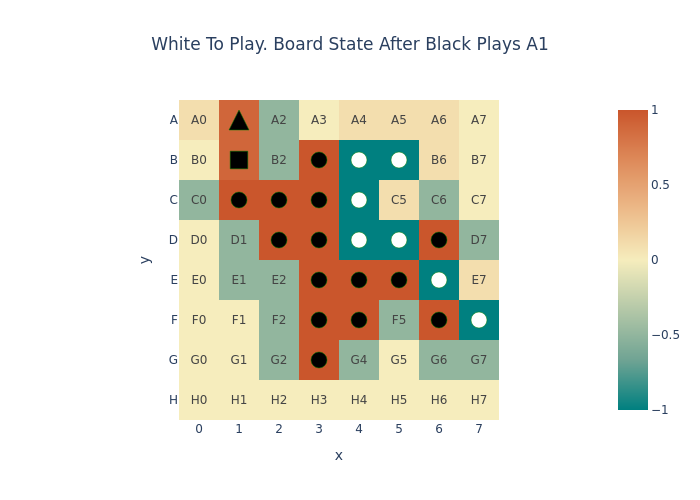 White To Play. Board State After Black Plays A1
A A0 A2 A3 A4 A5 A6 A7
B B0 B2 B6 B7
C C0 C5 C6 C7
D D0 D1 D7
E E0 E1 E2 E7
F F0 F1 F2 F5
G G0 G1 G2 G4 G5 G6 G7
H H0 H1 H2 H3 H4 H5 H6 H7
0 1 2 3 4 5 6 7
x
y
1
0.5
0
−0.5
−1